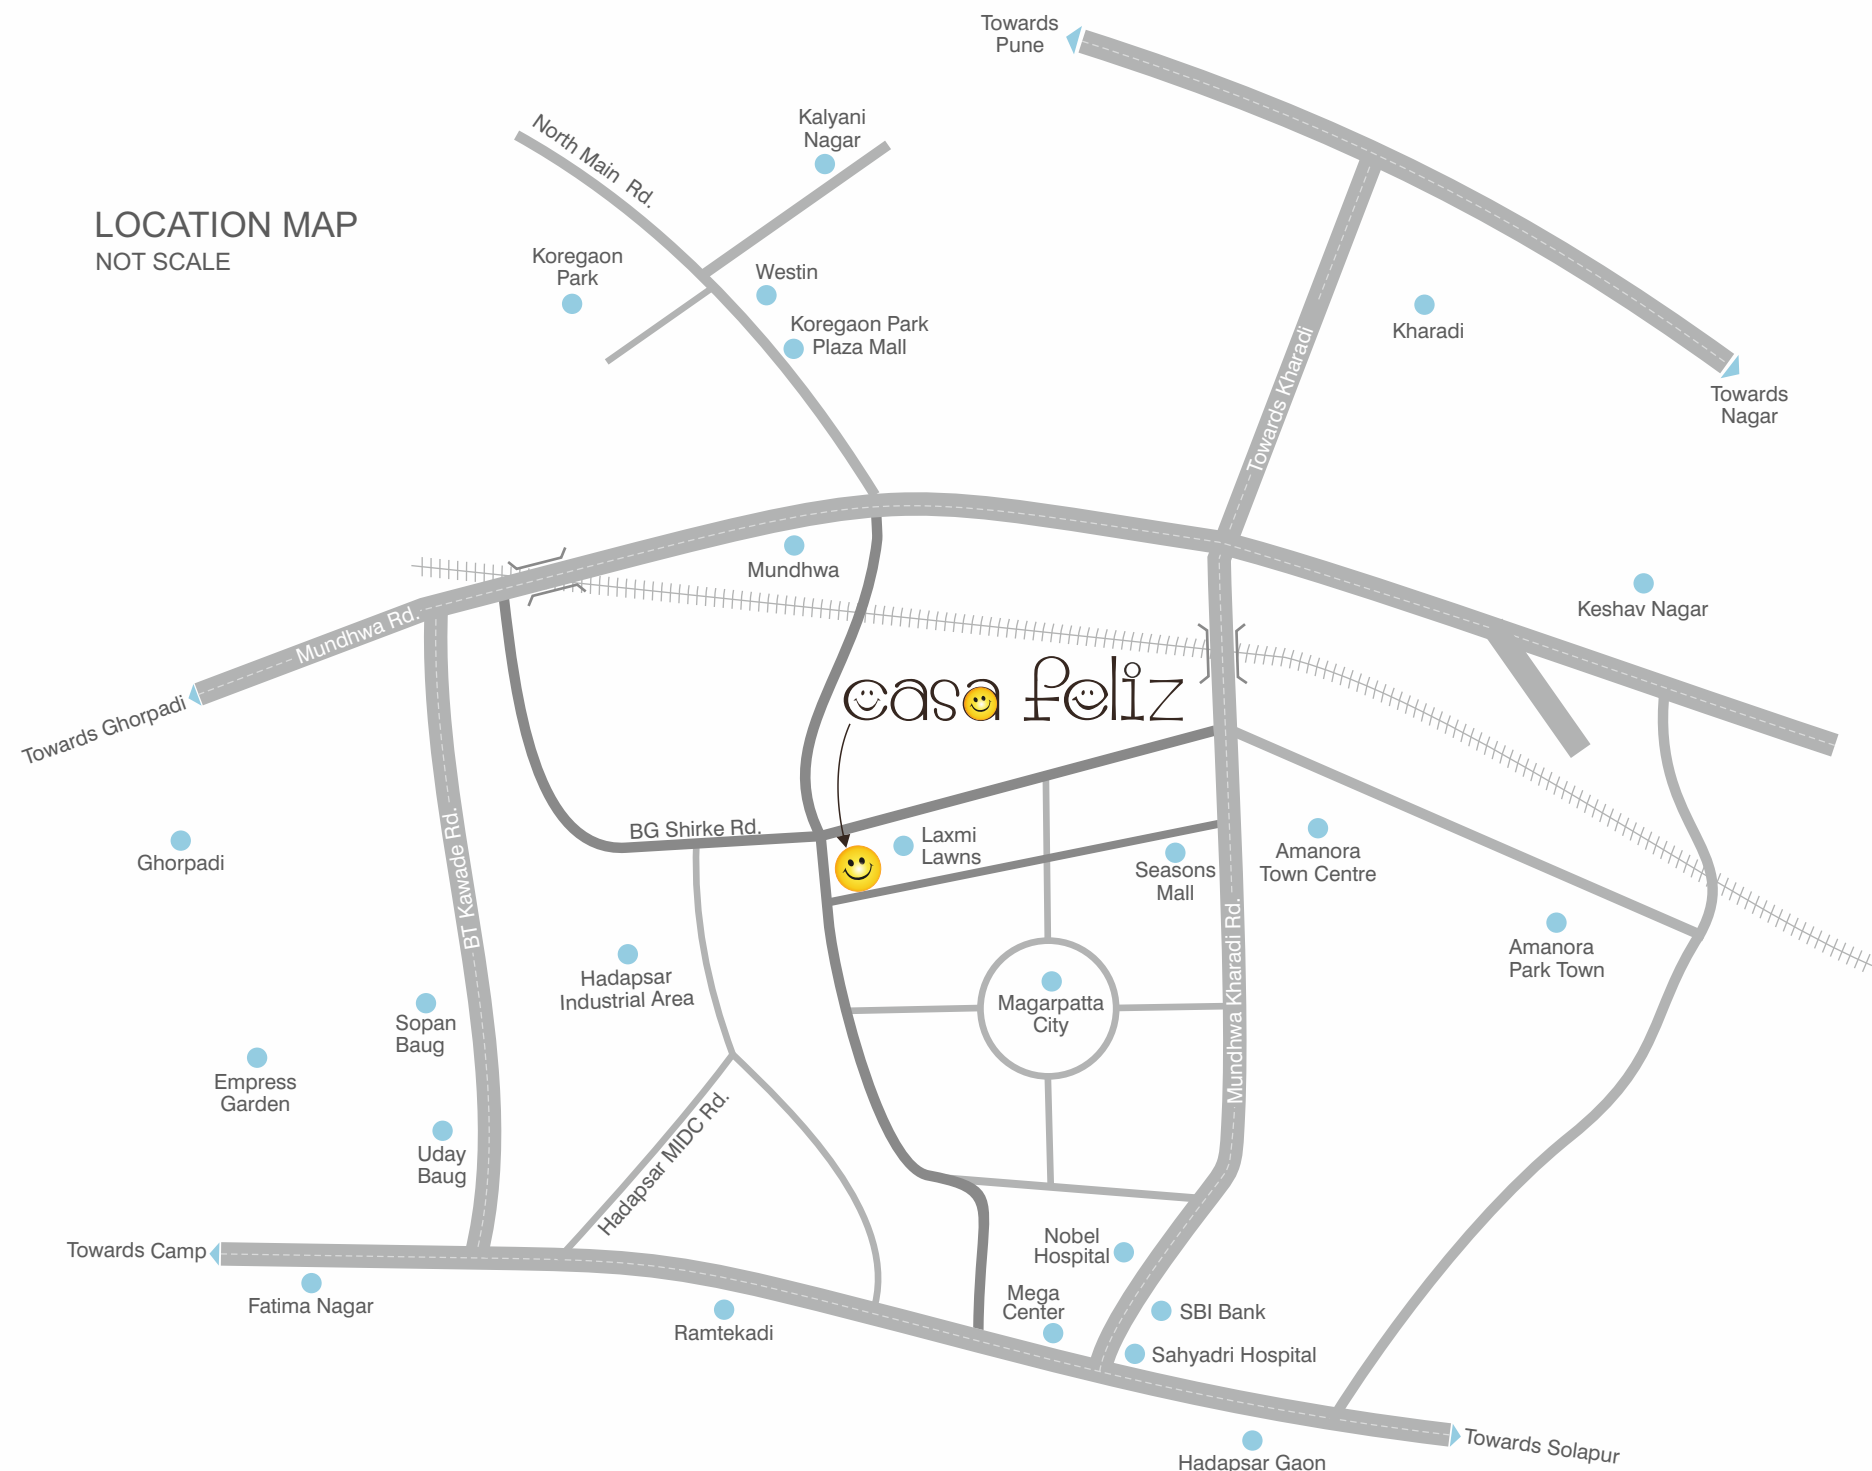 Towards
Pune
North Main Rd.
Kalyani
Nagar
LOCATION MAP
NOT SCALE
Koregaon
Park
Westin
Koregaon Park
Plaza Mall
Towards Kharadi
Kharadi
Towards
Nagar
Mundhwa
Keshav Nagar
Mundhwa Rd.
Towards Ghorpadi
casa feliz
BG Shirke Rd.
Laxmi
Lawns
Seasons
Mall
Amanora
Town Centre
Ghorpadi
BT Kawade Rd.
Hadapsar
Industrial Area
Amanora
Park Town
Magarpatta
City
Mundhwa Kharadi Rd.
Sopan
Baug
Empress
Garden
Uday
Baug
Hadapsar MIDC Rd.
Towards Camp
Fatima Nagar
Ramtekadi
Nobel
Hospital
Mega
Center
SBI Bank
Sahyadri Hospital
Towards Solapur
Hadapsar Gaon